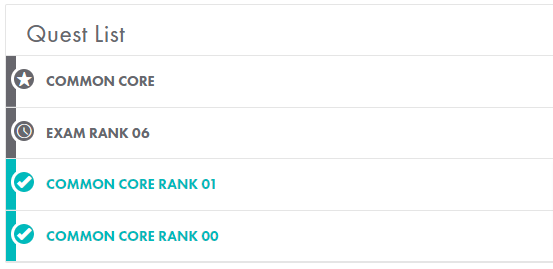 Quest List
COMMON CORE
EXAM RANK 06
COMMON CORE RANK 01
COMMON CORE RANK 00